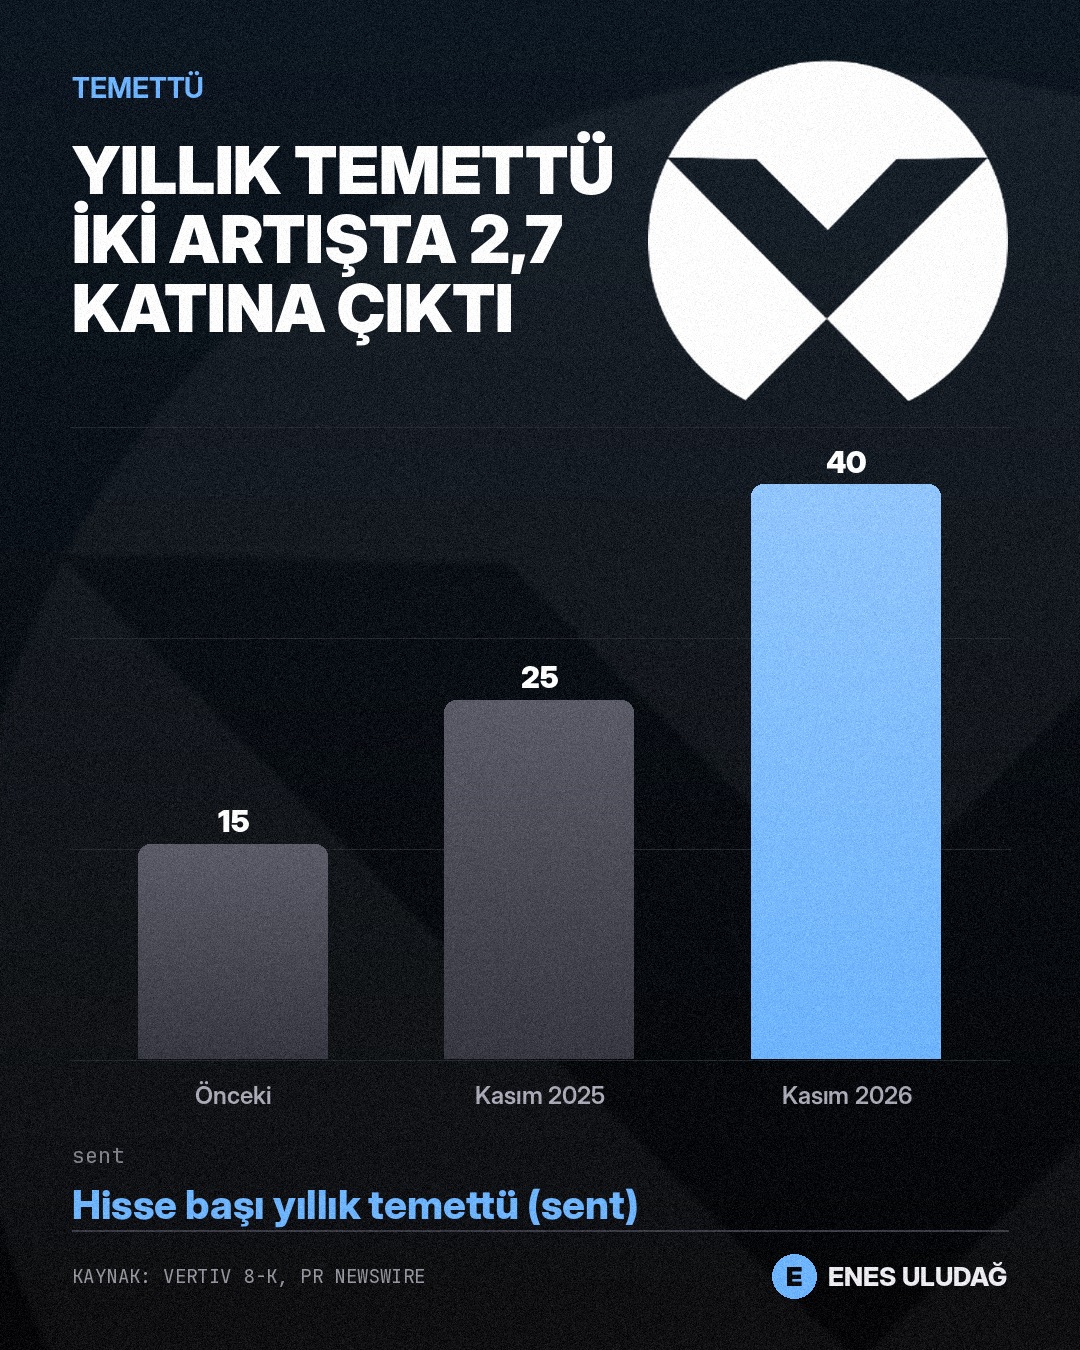 TEMETTÜ
YILLIK TEMETTÜ
İKİ ARTIŞTA 2,7
KATINA ÇIKTI
40
25
15
Önceki
Kasım 2025
Kasım 2026
sent
Hisse başı yıllık temettü (sent)
KAYNAK: VERTIV 8-K, PR NEWSWIRE
E ENES ULUDAĞ